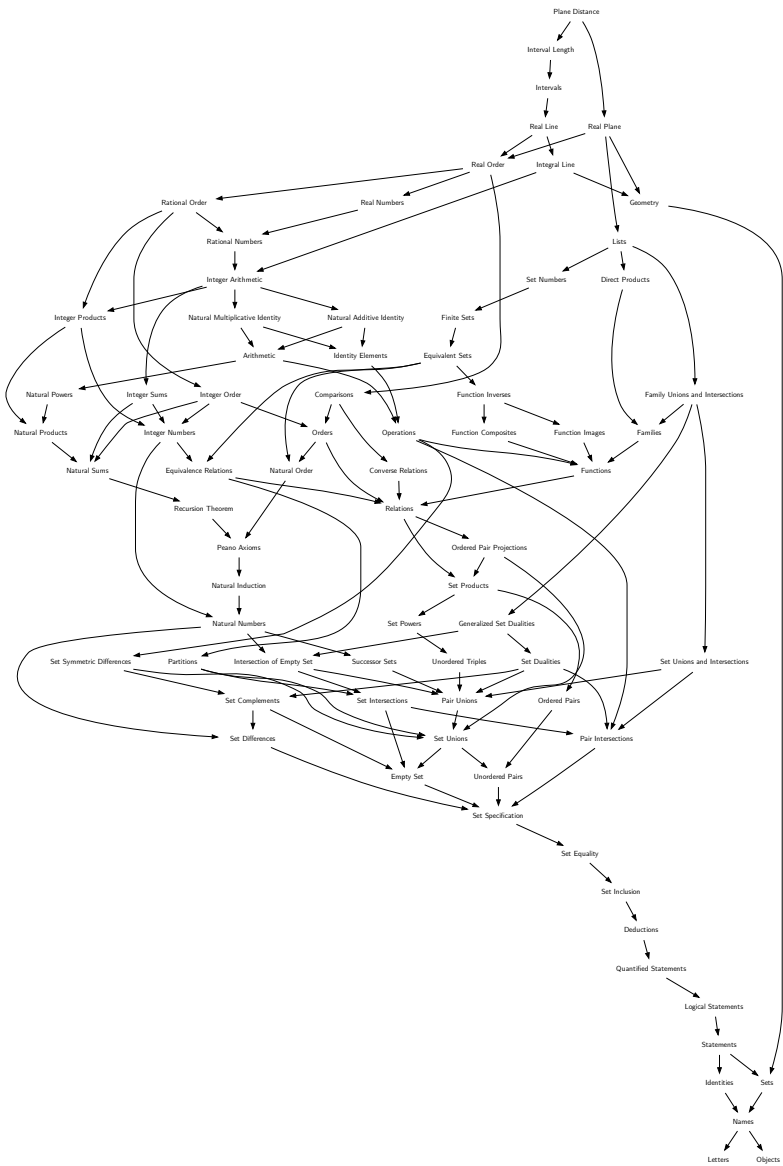 Plane Distance
Interval Length
Intervals
Real Line Real Plane
Real Order Integral Line
Rational Order Real Numbers Geometry
Rational Numbers Lists
Integer Arithmetic Set Numbers Direct Products
Integer Products Natural Multiplicative Identity Natural Additive Identity Finite Sets
Arithmetic Identity Elements Equivalent Sets
Natural Powers Integer Sums Integer Order Comparisons Function Inverses Family Unions and Intersections
Natural Products Integer Numbers Orders Operations Function Composites Function Images Families
Natural Sums Equivalence Relations Natural Order Converse Relations Functions
Recursion Theorem Relations
Peano Axioms Ordered Pair Projections
Natural Induction Set Products
Natural Numbers Set Powers Generalized Set Dualities
Set Symmetric Differences Partitions Intersection of Empty Set Successor Sets Unordered Triples Set Dualities Set Unions and Intersections
Set Complements Set Intersections Pair Unions Ordered Pairs
Set Differences Set Unions Pair Intersections
Empty Set Unordered Pairs
Set Specification
Set Equality
Set Inclusion
Deductions
Quantified Statements
Logical Statements
Statements
Identities Sets
Names
Letters Objects